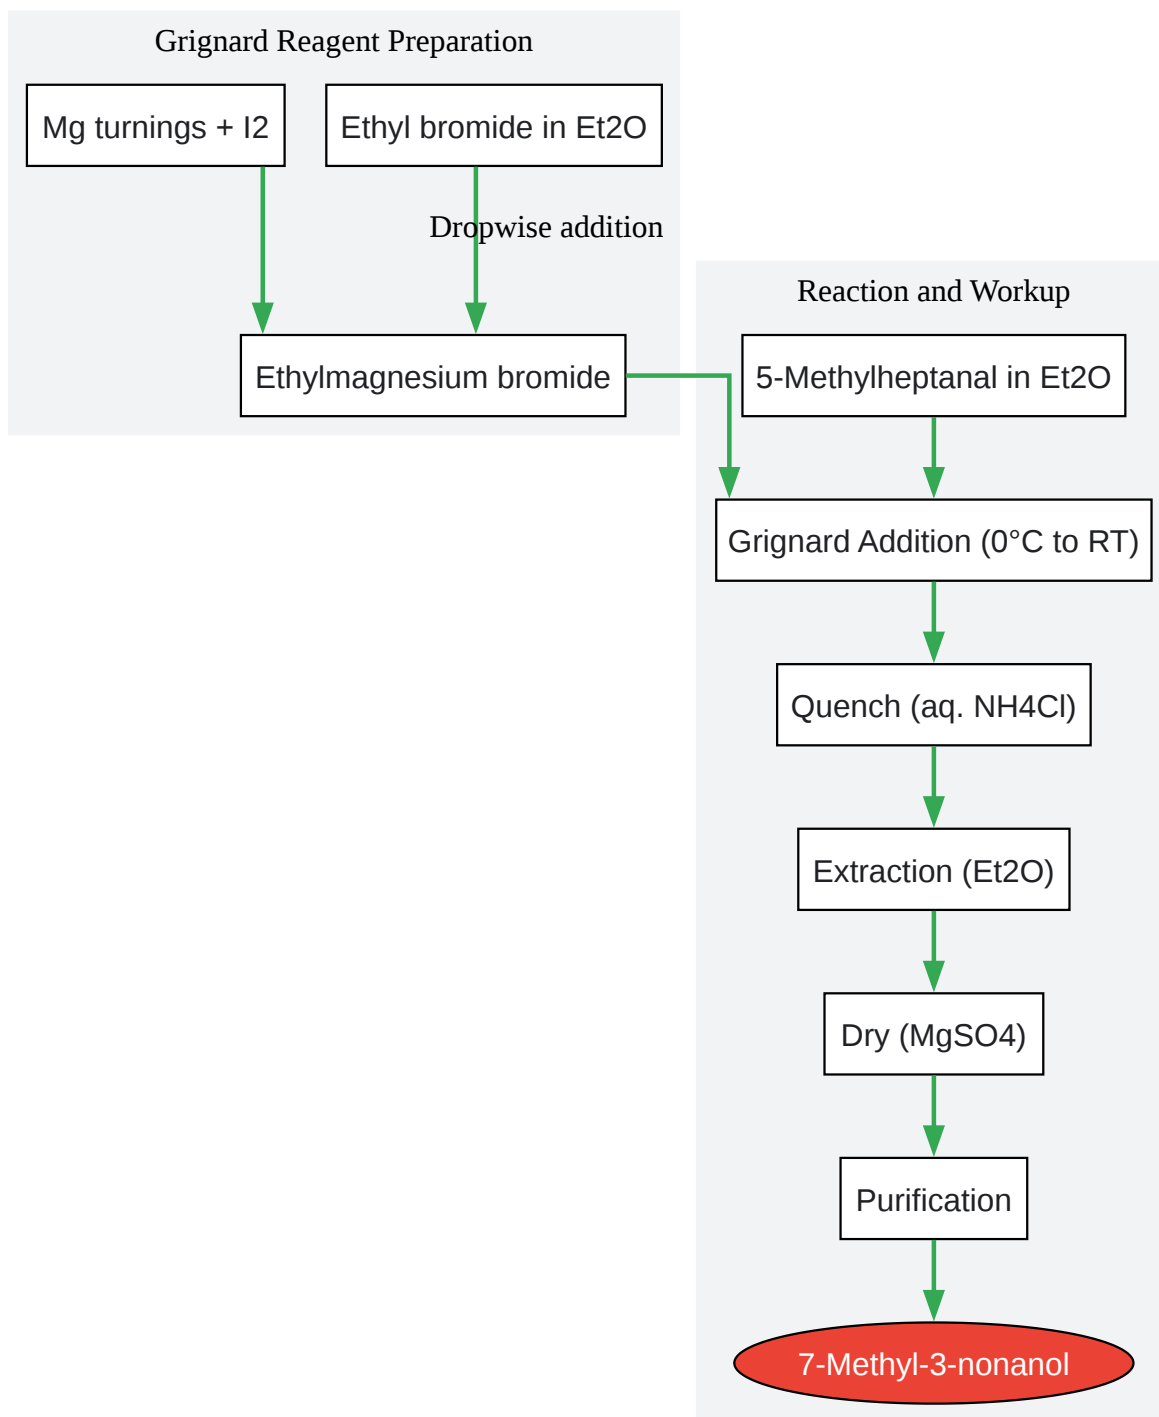 Grignard Reagent Preparation
Mg turnings + I2
Ethyl bromide in Et2O
Dropwise addition
Ethylmagnesium bromide
Reaction and Workup
5-Methylheptanal in Et2O
Grignard Addition (0°C to RT)
Quench (aq. NH4Cl)
Extraction (Et2O)
Dry (MgSO4)
Purification
7-Methyl-3-nonanol